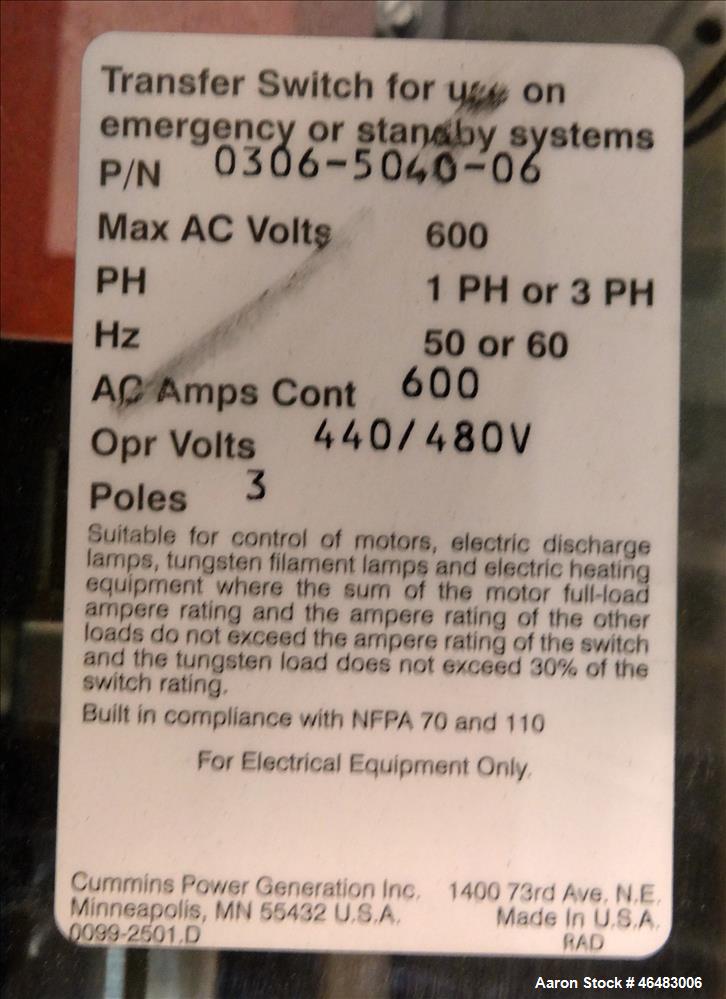 Transfer Switch for use on
emergency or standby systems
P/N 0306-5040-06
Max AC Volts 600
PH 1 PH or 3 PH
Hz 50 or 60
AC Amps Cont 600
Opr Volts 440/480V
Poles 3
Suitable for control of motors, electric discharge
lamps, tungsten filament lamps and electric heating
equipment where the sum of the motor full-load
ampere rating and the ampere rating of the other
loads do not exceed the ampere rating of the switch
and the tungsten load does not exceed 30% of the
switch rating.
Built in compliance with NFPA 70 and 110
For Electrical Equipment Only.
Cummins Power Generation Inc. 1400 73rd Ave. N.E.
Minneapolis, MN 55432 U.S.A. Made In U.S.A.
0099-2501.D RAD
Aaron Stock # 46483006